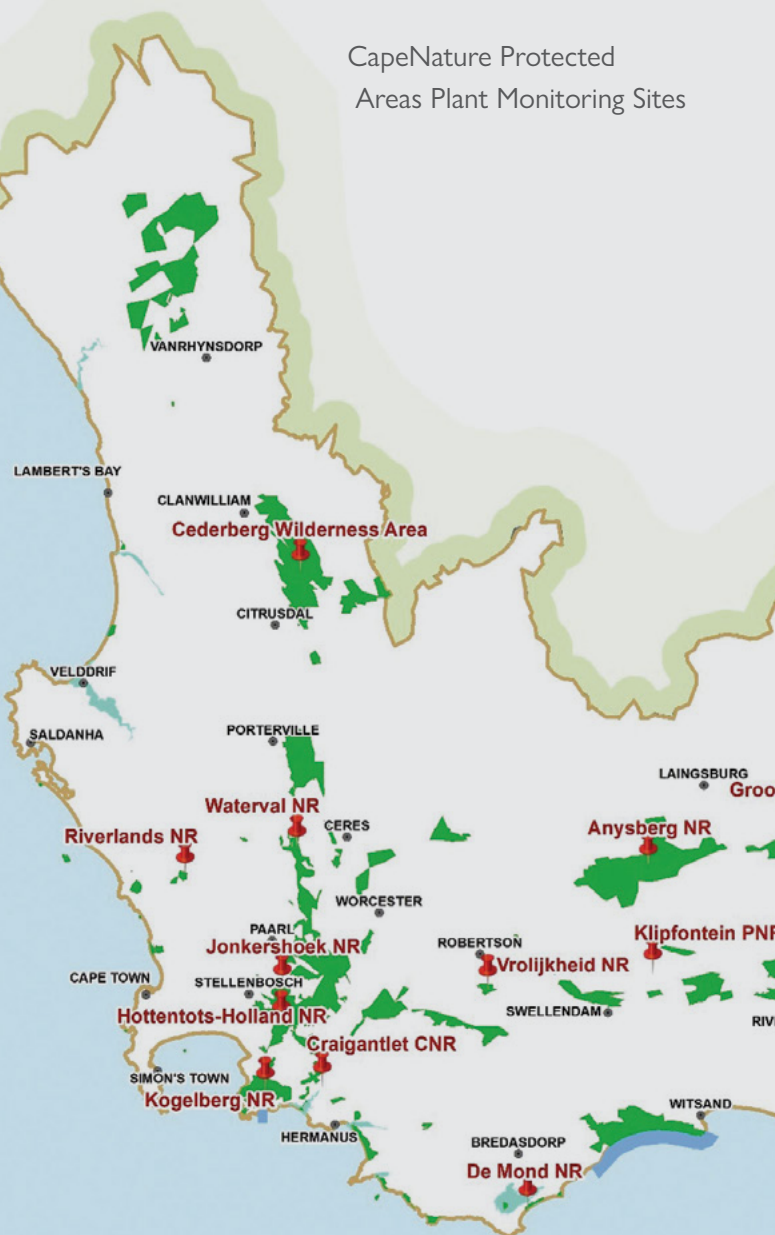 CapeNature Protected
Areas Plant Monitoring Sites
VANRHYNSDORP
LAMBERT'S BAY
CLANWILLIAM
Cederberg Wilderness Area
CITRUSDAL
VELDDRIF
SALDANHA
PORTERVILLE
LAINGSBURG
Groo
Waterval NR
Riverlands NR
CERES
Anysberg NR
WORCESTER
PAARL
Jonkershoek NR
ROBERTSON
Klipfontein PNR
Vrolijkheid NR
CAPE TOWN
STELLENBOSCH
Hottentots-Holland NR
SWELLENDAM
RIV
Craigantlet CNR
SIMON'S TOWN
Kogelberg NR
WITSAND
HERMANUS
BREDASDORP
De Mond NR